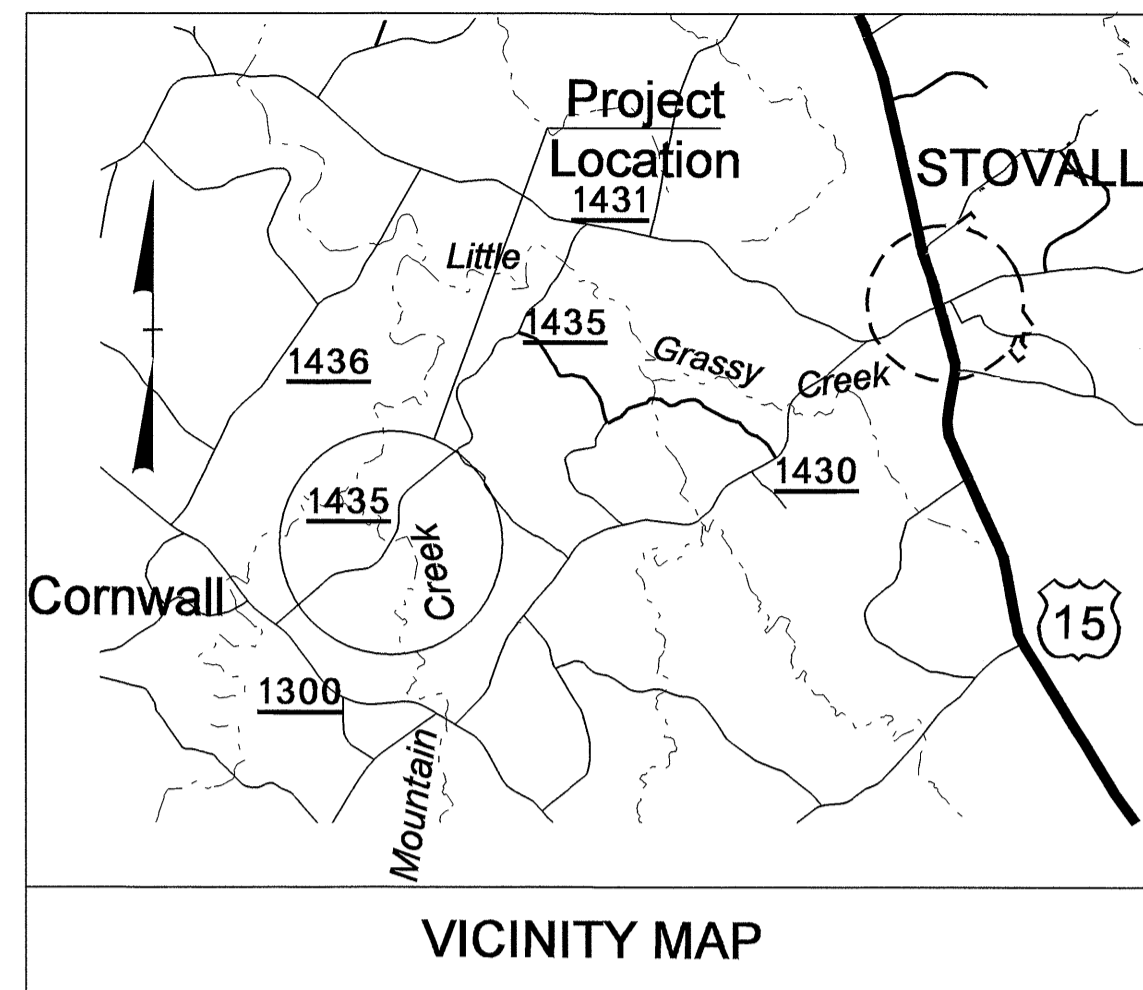 Project
Location
STOVALL
1431
Little
1435
Grassy
Creek
1436
1430
1435
Creek
Cornwall
15
1300
Mountain
VICINITY MAP